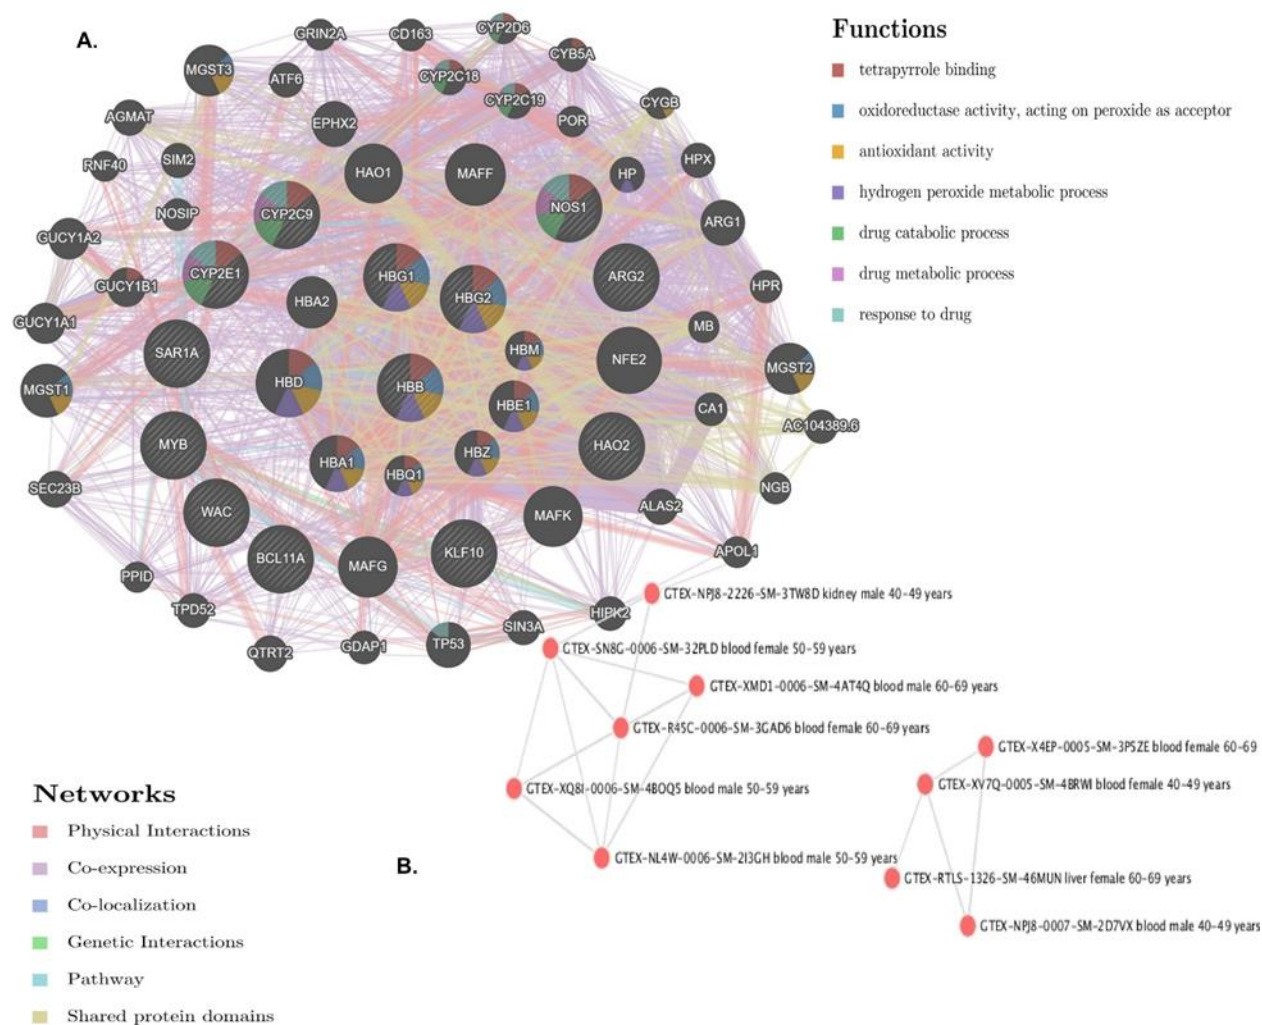 A.
GRIN2A
CD163
CYP2D6
CYB5A
MGST3
ATF6
CYP2C18
CYP2C19
CYGB
AGMAT
EPHX2
POR
RNF40
SIM2
HAO1
MAFF
HP
HPX
NOSIP
CYP2C9
NOS1
ARG1
GUCY1A2
GUCY1B1
CYP2E1
HBG1
HBG2
ARG2
HPR
GUCY1A1
HBA2
MB
SAR1A
HBM
NFE2
MGST2
MGST1
HBD
HBB
HBE1
CA1
AC104389.6
MYB
HBA1
HBQ1
HBZ
HAO2
SEC23B
NGB
WAC
MAFK
ALAS2
BCL11A
MAFG
KLF10
APOL1
PPID
TPD52
HIPK2
QTRT2
GDAP1
TP53
SIN3A
Functions
tetrapyrrole binding
oxidoreductase activity, acting on peroxide as acceptor
antioxidant activity
hydrogen peroxide metabolic process
drug catabolic process
drug metabolic process
response to drug
Networks
Physical Interactions
Co-expression
Co-localization
Genetic Interactions
Pathway
Shared protein domains
B.
GTEX-NPJ8-2226-SM-3TW8D kidney male 40-49 years
GTEX-SN8G-0006-SM-32PLD blood female 50-59 years
GTEX-XMD1-0006-SM-4AT4Q blood male 60-69 years
GTEX-R45C-0006-SM-3GAD6 blood female 60-69 years
GTEX-XQ8I-0006-SM-4BOQ5 blood male 50-59 years
GTEX-NL4W-0006-SM-2I3GH blood male 50-59 years
GTEX-X4EP-0005-SM-3P5ZE blood female 60-69
GTEX-XV7Q-0005-SM-4BRWI blood female 40-49 years
GTEX-RTLS-1326-SM-46MUN liver female 60-69 years
GTEX-NPJ8-0007-SM-2D7VX blood male 40-49 years